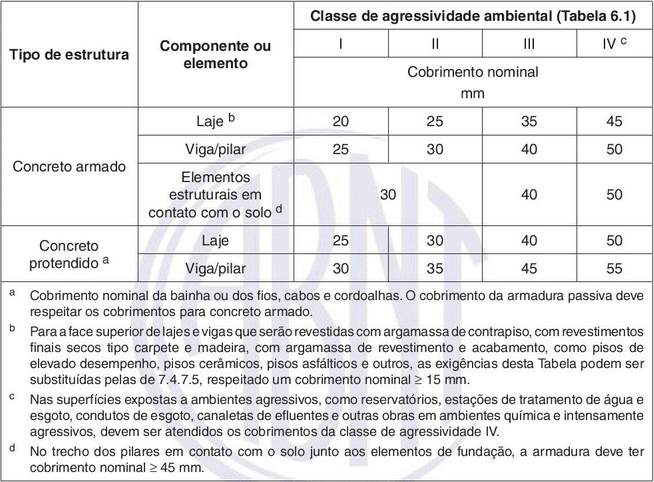 Tipo de estrutura
Componente ou
elemento
Classe de agressividade ambiental (Tabela 6.1)
I II III IV c
Cobrimento nominal
mm
Concreto armado
Laje b 20 25 35 45
Viga/pilar 25 30 40 50
Elementos
estruturais em
contato com o solo d
30 40 50
Concreto
protendido a
Laje 25 30 40 50
Viga/pilar 30 35 45 55
a Cobrimento nominal da bainha ou dos fios, cabos e cordoalhas. O cobrimento da armadura passiva deve
respeitar os cobrimentos para concreto armado.
b Para a face superior de lajes e vigas que serão revestidas com argamassa de contrapiso, com revestimentos
finais secos tipo carpete e madeira, com argamassa de revestimento e acabamento, como pisos de
elevado desempenho, pisos cerâmicos, pisos asfálticos e outros, as exigências desta Tabela podem ser
substituídas pelas de 7.4.7.5, respeitado um cobrimento nominal ≥ 15 mm.
c Nas superfícies expostas a ambientes agressivos, como reservatórios, estações de tratamento de água e
esgoto, condutos de esgoto, canaletas de efluentes e outras obras em ambientes química e intensamente
agressivos, devem ser atendidos os cobrimentos da classe de agressividade IV.
d No trecho dos pilares em contato com o solo junto aos elementos de fundação, a armadura deve ter
cobrimento nominal ≥ 45 mm.
ABNT